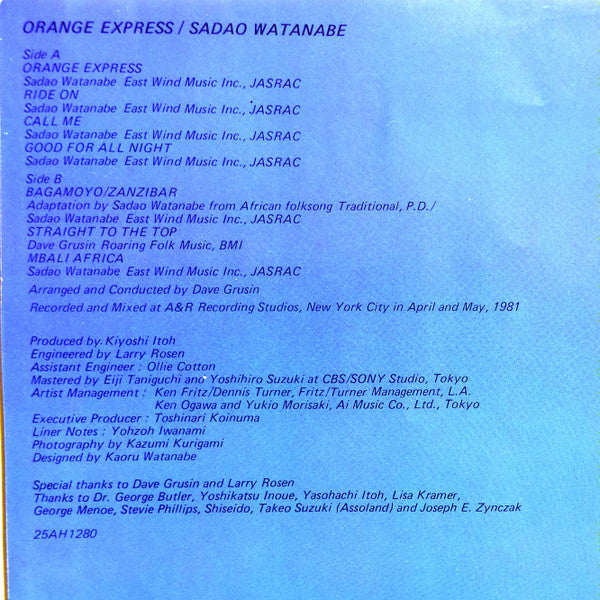 ORANGE EXPRESS / SADAO WATANABE
Side A
ORANGE EXPRESS
Sadao Watanabe East Wind Music Inc., JASRAC
RIDE ON
Sadao Watanabe East Wind Music Inc., JASRAC
CALL ME
Sadao Watanabe East Wind Music Inc., JASRAC
GOOD FOR ALL NIGHT
Sadao Watanabe East Wind Music Inc., JASRAC
Side B
BAGAMOYO/ZANZIBAR
Adaptation by Sadao Watanabe from African folksong Traditional, P.D./
Sadao Watanabe East Wind Music Inc., JASRAC
STRAIGHT TO THE TOP
Dave Grusin Roaring Folk Music, BMI
MBALI AFRICA
Sadao Watanabe East Wind Music Inc., JASRAC
Arranged and Conducted by Dave Grusin
Recorded and Mixed at A&R Recording Studios, New York City in April and May, 1981
Produced by Kiyoshi Itoh
Engineered by Larry Rosen
Assistant Engineer : Ollie Cotton
Mastered by Eiji Taniguchi and Yoshihiro Suzuki at CBS/SONY Studio, Tokyo
Artist Management : Ken Fritz/Dennis Turner, Fritz/Turner Management, L.A.
Ken Ogawa and Yukio Morisaki, Ai Music Co., Ltd., Tokyo
Executive Producer : Toshinari Koinuma
Liner Notes : Yohzoh Iwanami
Photography by Kazumi Kurigami
Designed by Kaoru Watanabe
Special thanks to Dave Grusin and Larry Rosen
Thanks to Dr. George Butler, Yoshikatsu Inoue, Yasohachi Itoh, Lisa Kramer,
George Menoe, Stevie Phillips, Shiseido, Takeo Suzuki (Assoland) and Joseph E. Zynczak
25AH1280